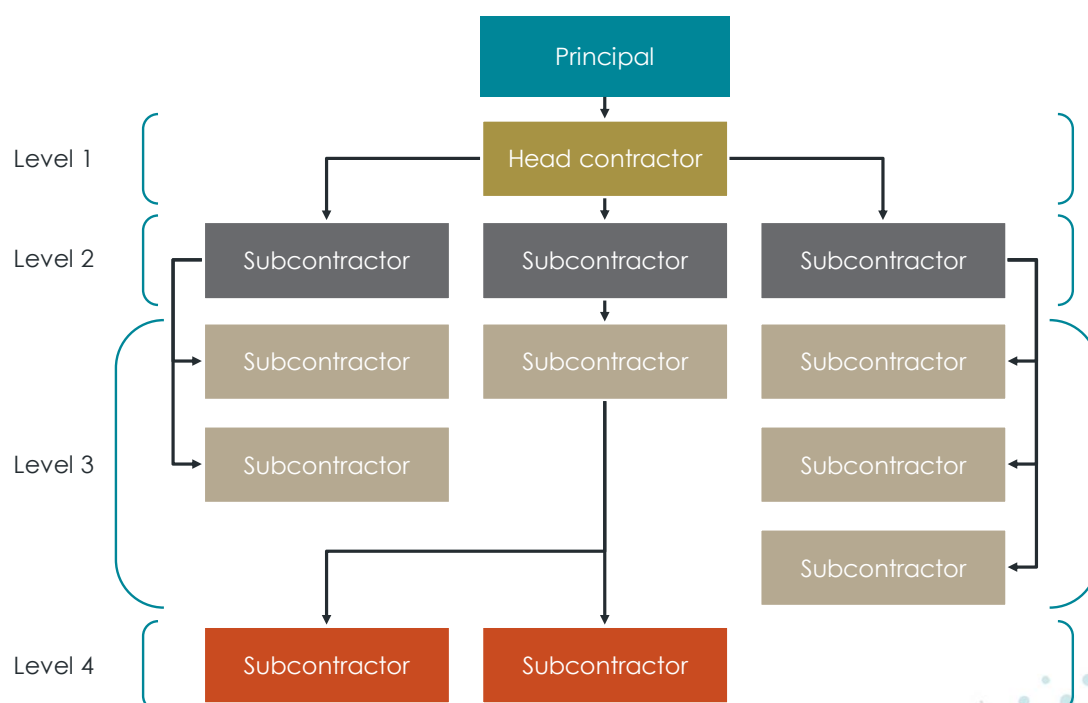 Principal
Level 1
Head contractor
Level 2
Subcontractor
Subcontractor
Subcontractor
Subcontractor
Subcontractor
Subcontractor
Level 3
Subcontractor
Subcontractor
Subcontractor
Level 4
Subcontractor
Subcontractor